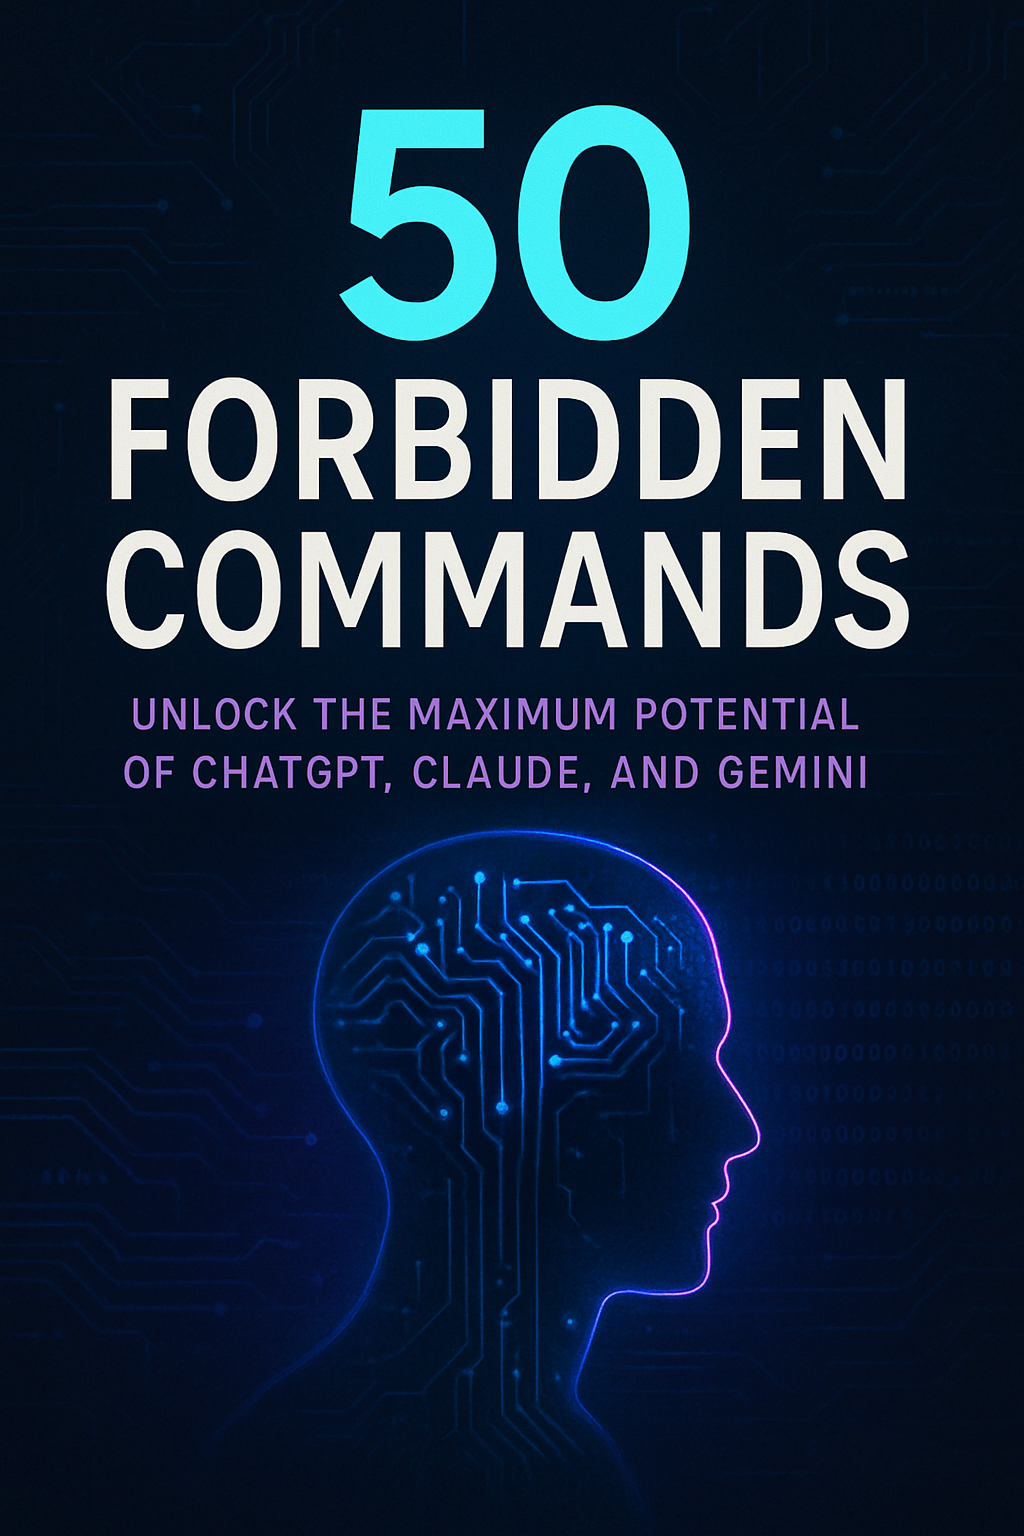 50
FORBIDDEN
COMMANDS
UNLOCK THE MAXIMUM POTENTIAL
OF CHATGPT, CLAUDE, AND GEMINI